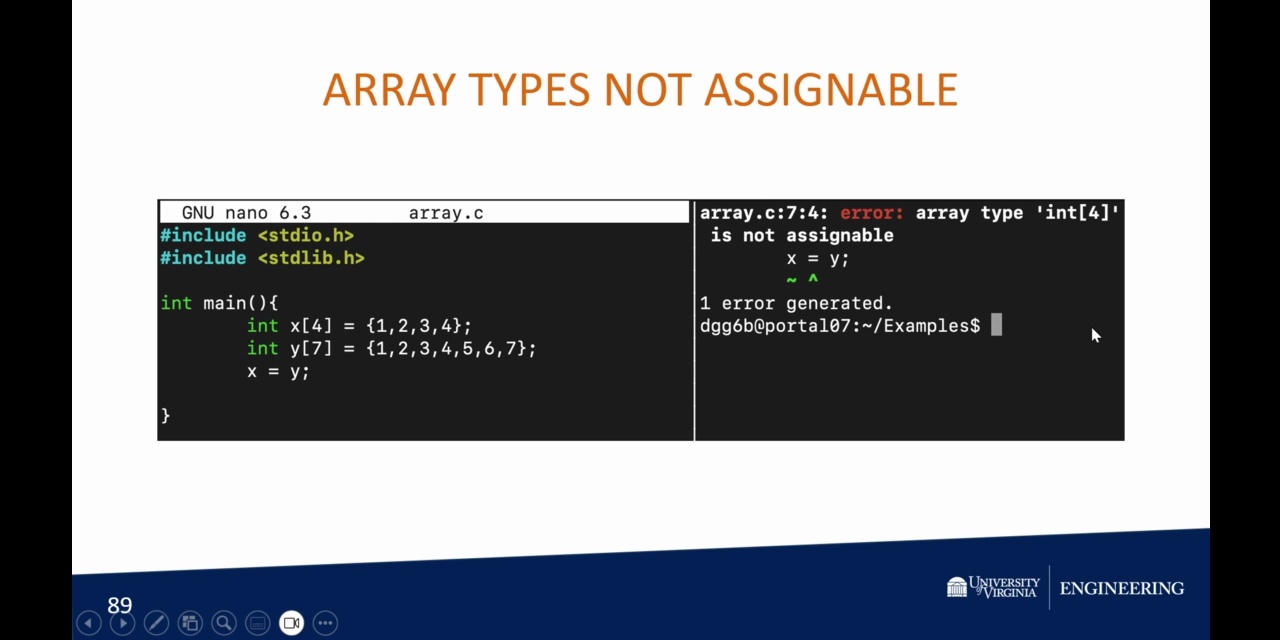 ARRAY TYPES NOT ASSIGNABLE
GNU nano 6.3 array.c
#include <stdio.h>
#include <stdlib.h>
int main(){
int x[4] = {1,2,3,4};
int y[7] = {1,2,3,4,5,6,7};
x = y;
}
array.c:7:4: error: array type 'int[4]'
is not assignable
x = y;
~ ^
1 error generated.
dgg6b@portal07:~/Examples$
89
UNIVERSITY
of VIRGINIA
ENGINEERING